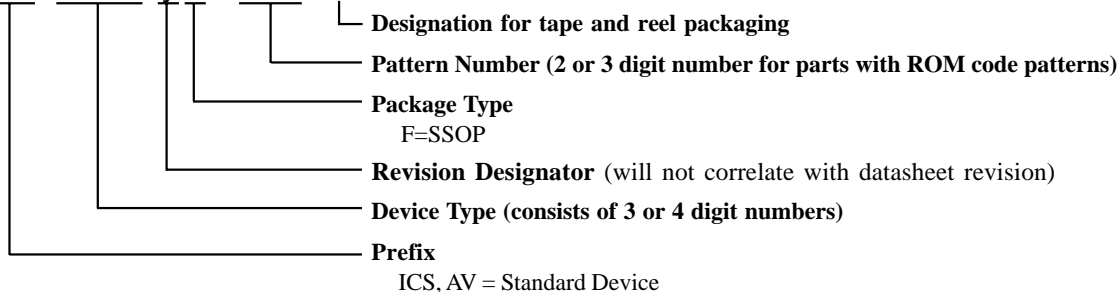 Designation for tape and reel packaging
Pattern Number (2 or 3 digit number for parts with ROM code patterns)
Package Type
F=SSOP
Revision Designator (will not correlate with datasheet revision)
Device Type (consists of 3 or 4 digit numbers)
Prefix
ICS, AV = Standard Device